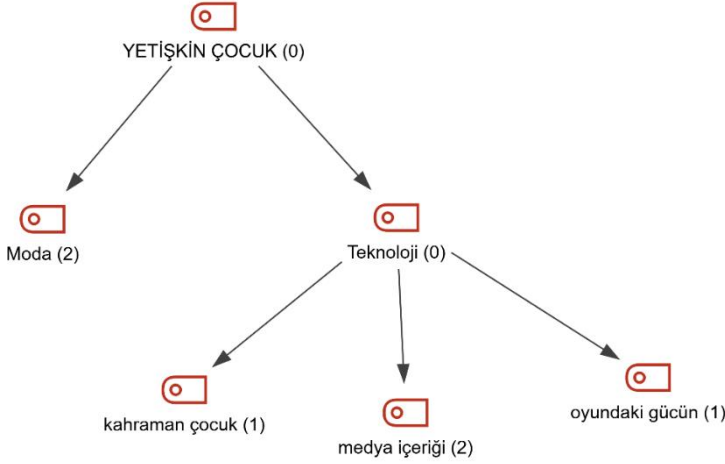 YETİŞKİN ÇOCUK (0)
Moda (2)
Teknoloji (0)
kahraman çocuk (1)
medya içeriği (2)
oyundaki gücün (1)